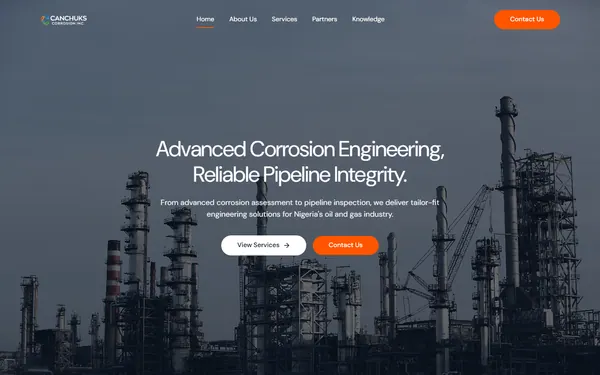 CANCHUKS
CORROSION INC
Home
About Us
Services
Partners
Knowledge
Contact Us
Advanced Corrosion Engineering,
Reliable Pipeline Integrity.
From advanced corrosion assessment to pipeline inspection, we deliver tailor-fit
engineering solutions for Nigeria's oil and gas industry.
View Services →
Contact Us